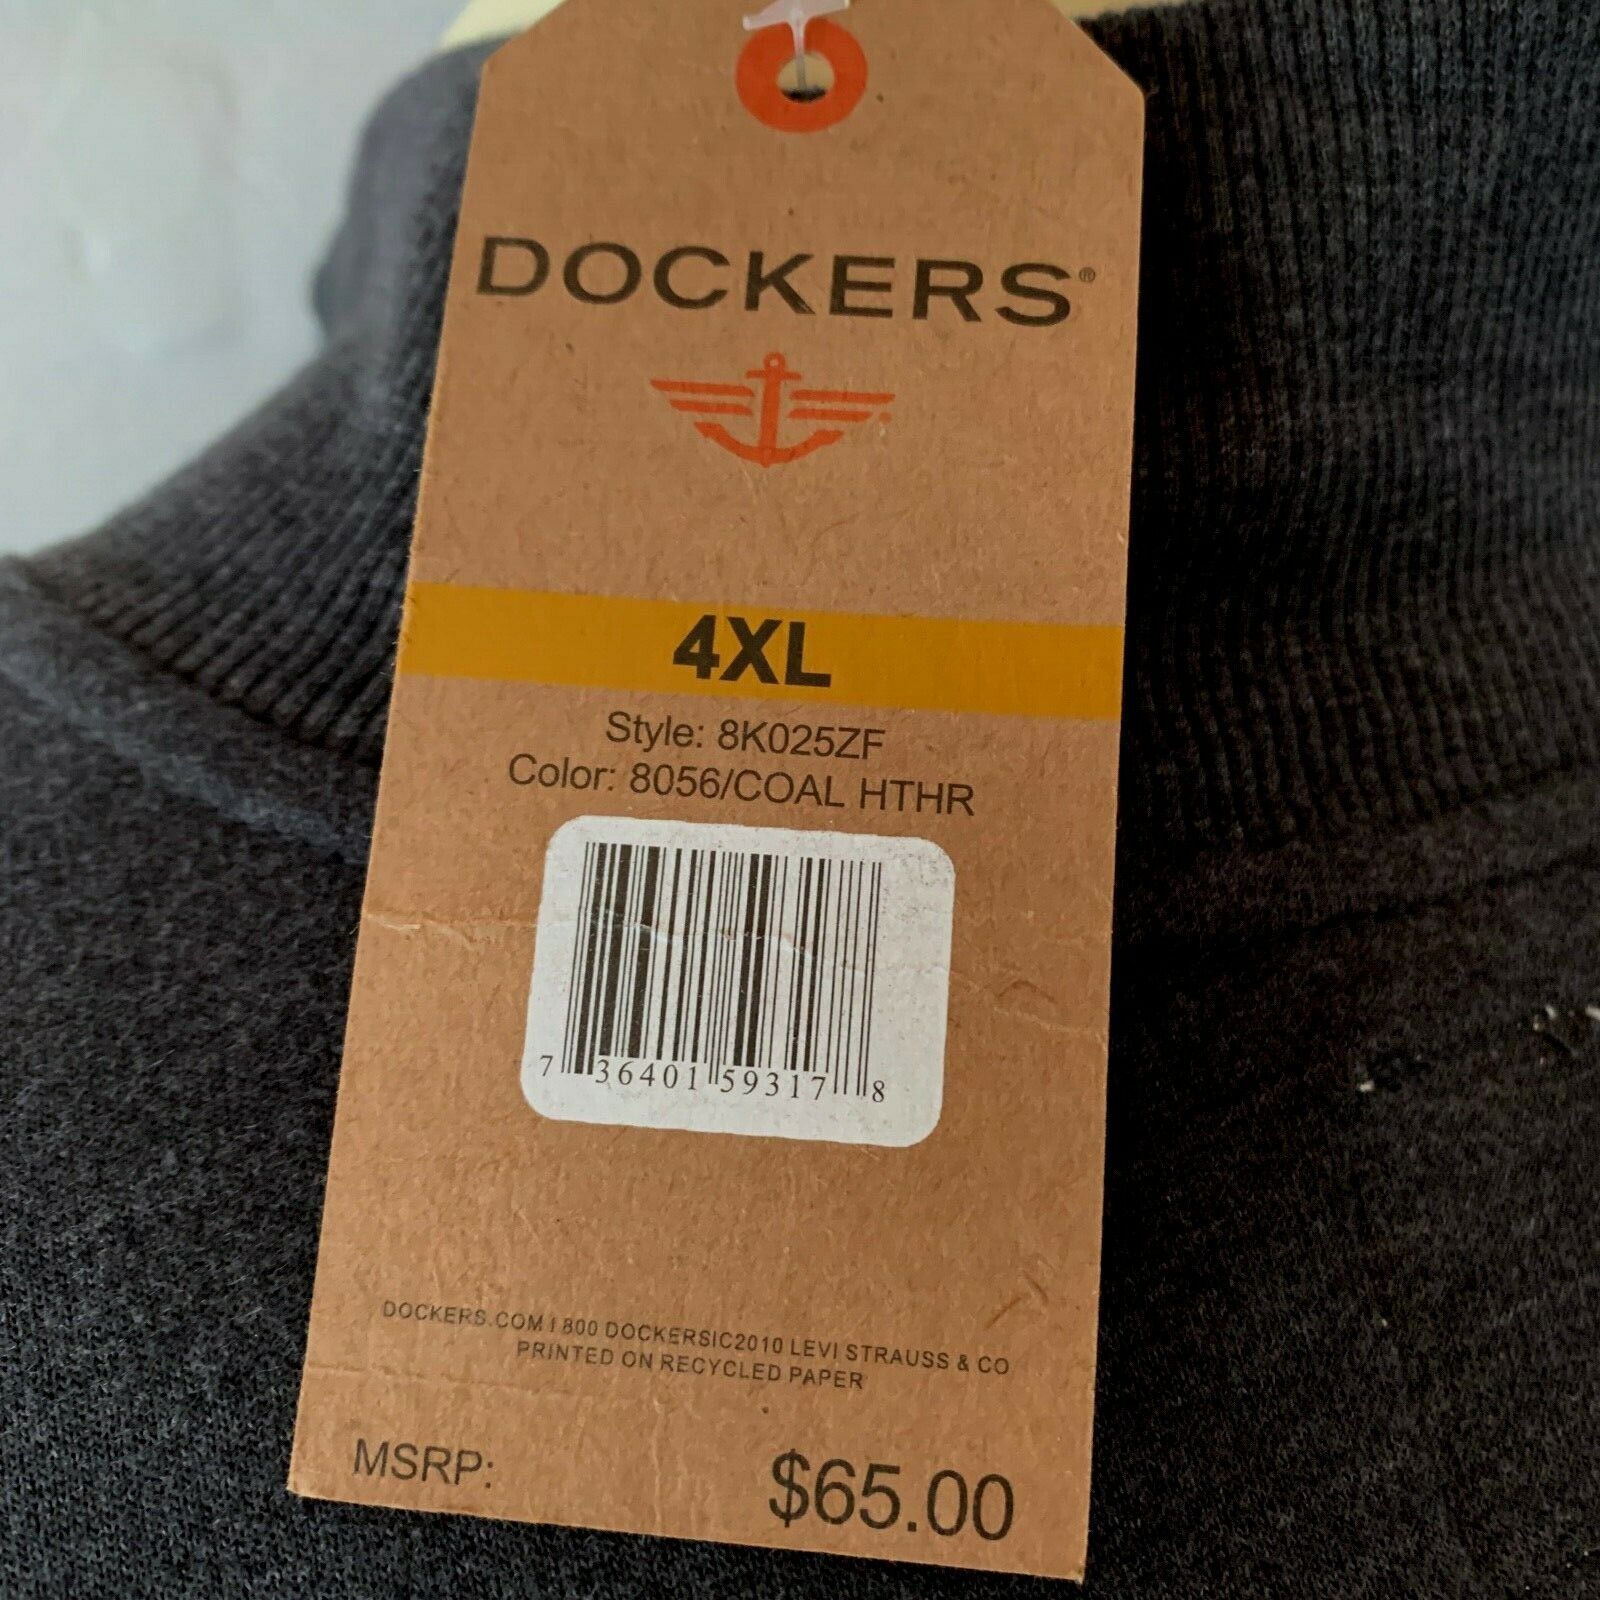 DOCKERS®
4XL
Style: 8K025ZF
Color: 8056/COAL HTHR
7 36401 59317 8
DOCKERS.COM I 800 DOCKERSIC2010 LEVI STRAUSS & CO
PRINTED ON RECYCLED PAPER
MSRP: $65.00